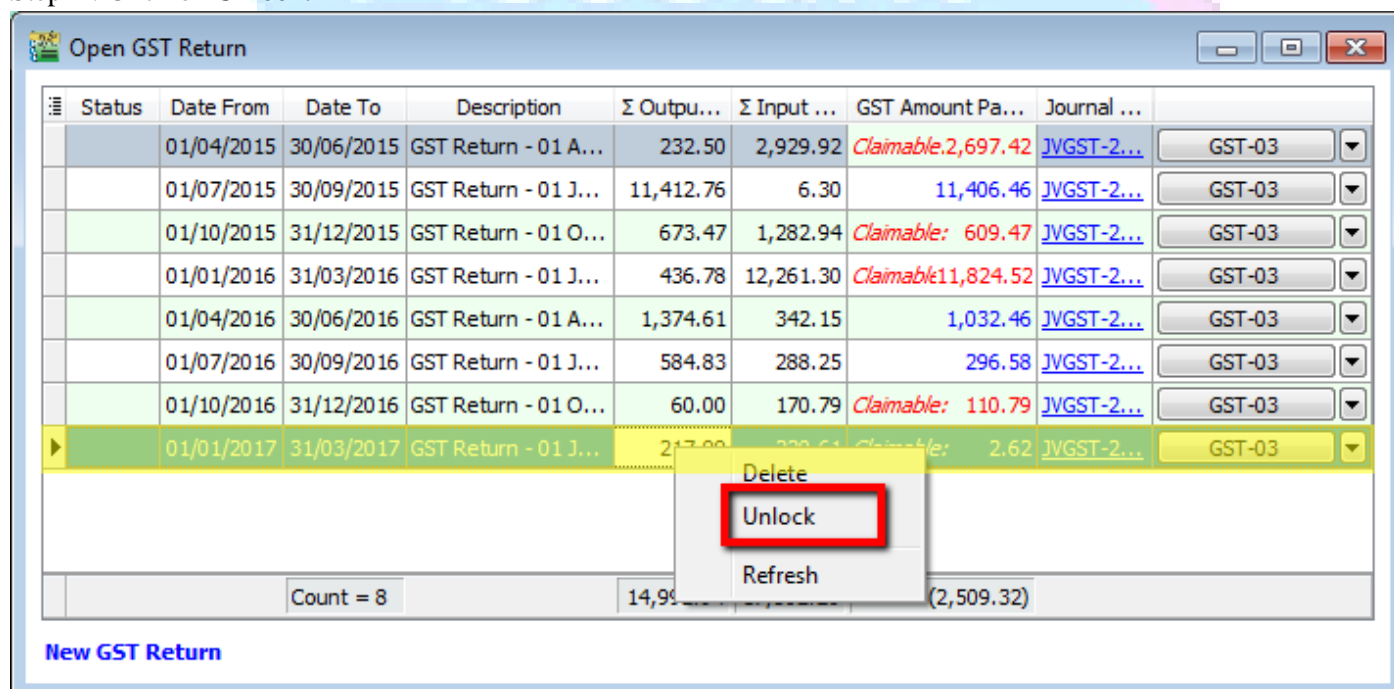 Open GST Return
Status Date From Date To Description Σ Outpu... Σ Input ... GST Amount Pa... Journal ...
01/04/2015 30/06/2015 GST Return - 01 A... 232.50 2,929.92 Claimable.2,697.42 JVGST-2... GST-03
01/07/2015 30/09/2015 GST Return - 01 J... 11,412.76 6.30 11,406.46 JVGST-2... GST-03
01/10/2015 31/12/2015 GST Return - 01 O... 673.47 1,282.94 Claimable: 609.47 JVGST-2... GST-03
01/01/2016 31/03/2016 GST Return - 01 J... 436.78 12,261.30 Claimable11,824.52 JVGST-2... GST-03
01/04/2016 30/06/2016 GST Return - 01 A... 1,374.61 342.15 1,032.46 JVGST-2... GST-03
01/07/2016 30/09/2016 GST Return - 01 J... 584.83 288.25 296.58 JVGST-2... GST-03
01/10/2016 31/12/2016 GST Return - 01 O... 60.00 170.79 Claimable: 110.79 JVGST-2... GST-03
01/01/2017 31/03/2017 GST Return - 01 J... 2.62 JVGST-2... GST-03
Delete
Unlock
Refresh
Count = 8 (2,509.32)
New GST Return